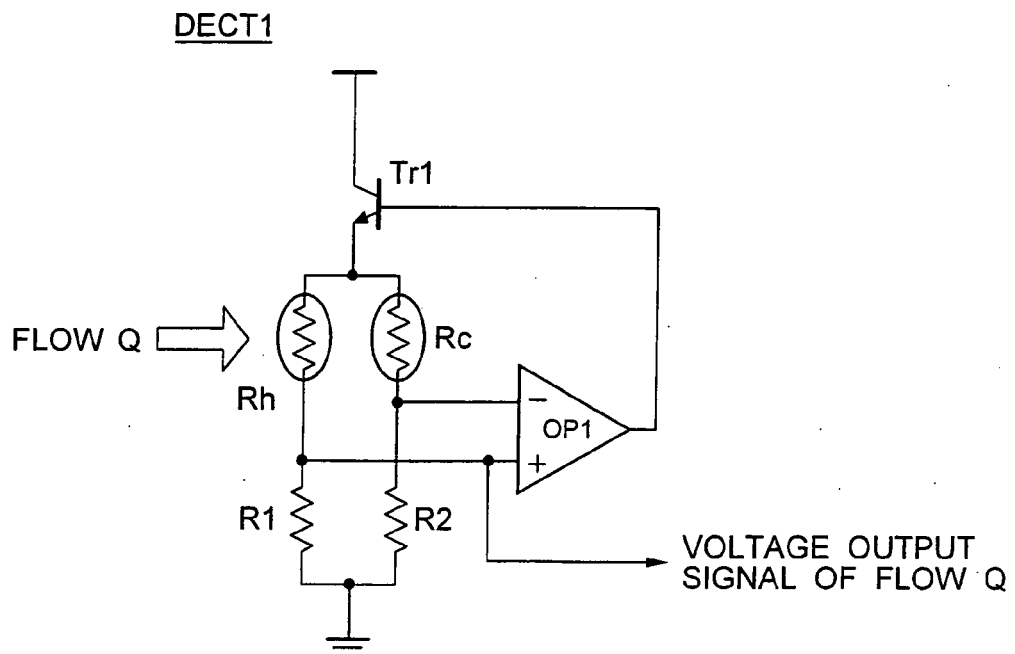 DECT1
Tr1
FLOW Q
Rc
Rh
−
OP1
+
R1
R2
VOLTAGE OUTPUT
SIGNAL OF FLOW Q